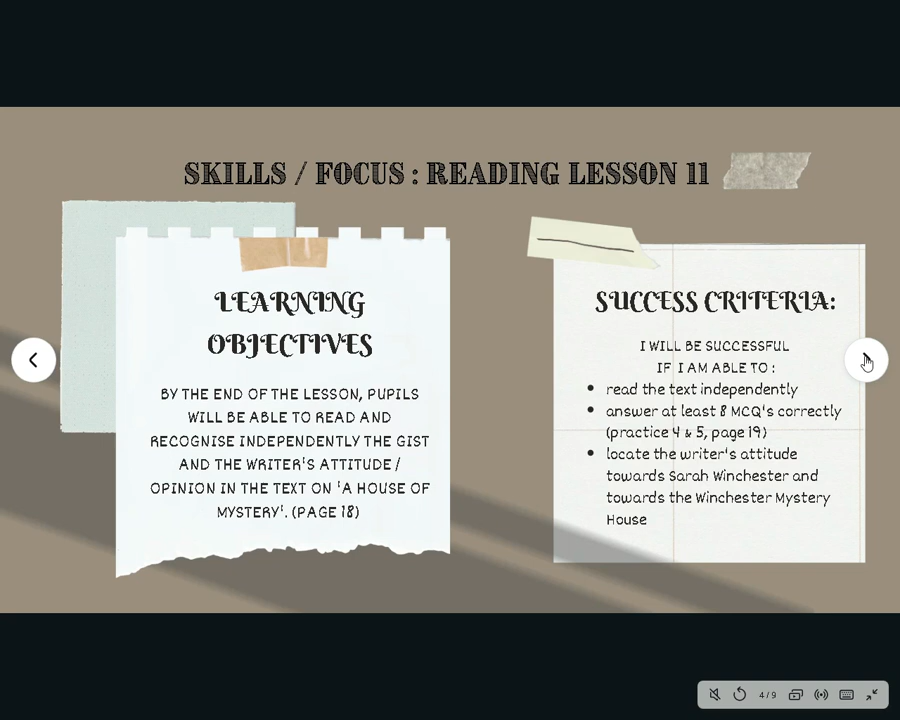 SKILLS / FOCUS : READING LESSON 11
LEARNING
OBJECTIVES
BY THE END OF THE LESSON, PUPILS
WILL BE ABLE TO READ AND
RECOGNISE INDEPENDENTLY THE GIST
AND THE WRITER'S ATTITUDE /
OPINION IN THE TEXT ON 'A HOUSE OF
MYSTERY'. (PAGE 18)
SUCCESS CRITERIA:
I WILL BE SUCCESSFUL
IF I AM ABLE TO :
• read the text independently
• answer at least 8 MCQ's correctly
(practice 4 & 5, page 19)
• locate the writer's attitude
towards Sarah Winchester and
towards the Winchester Mystery
House
4/9